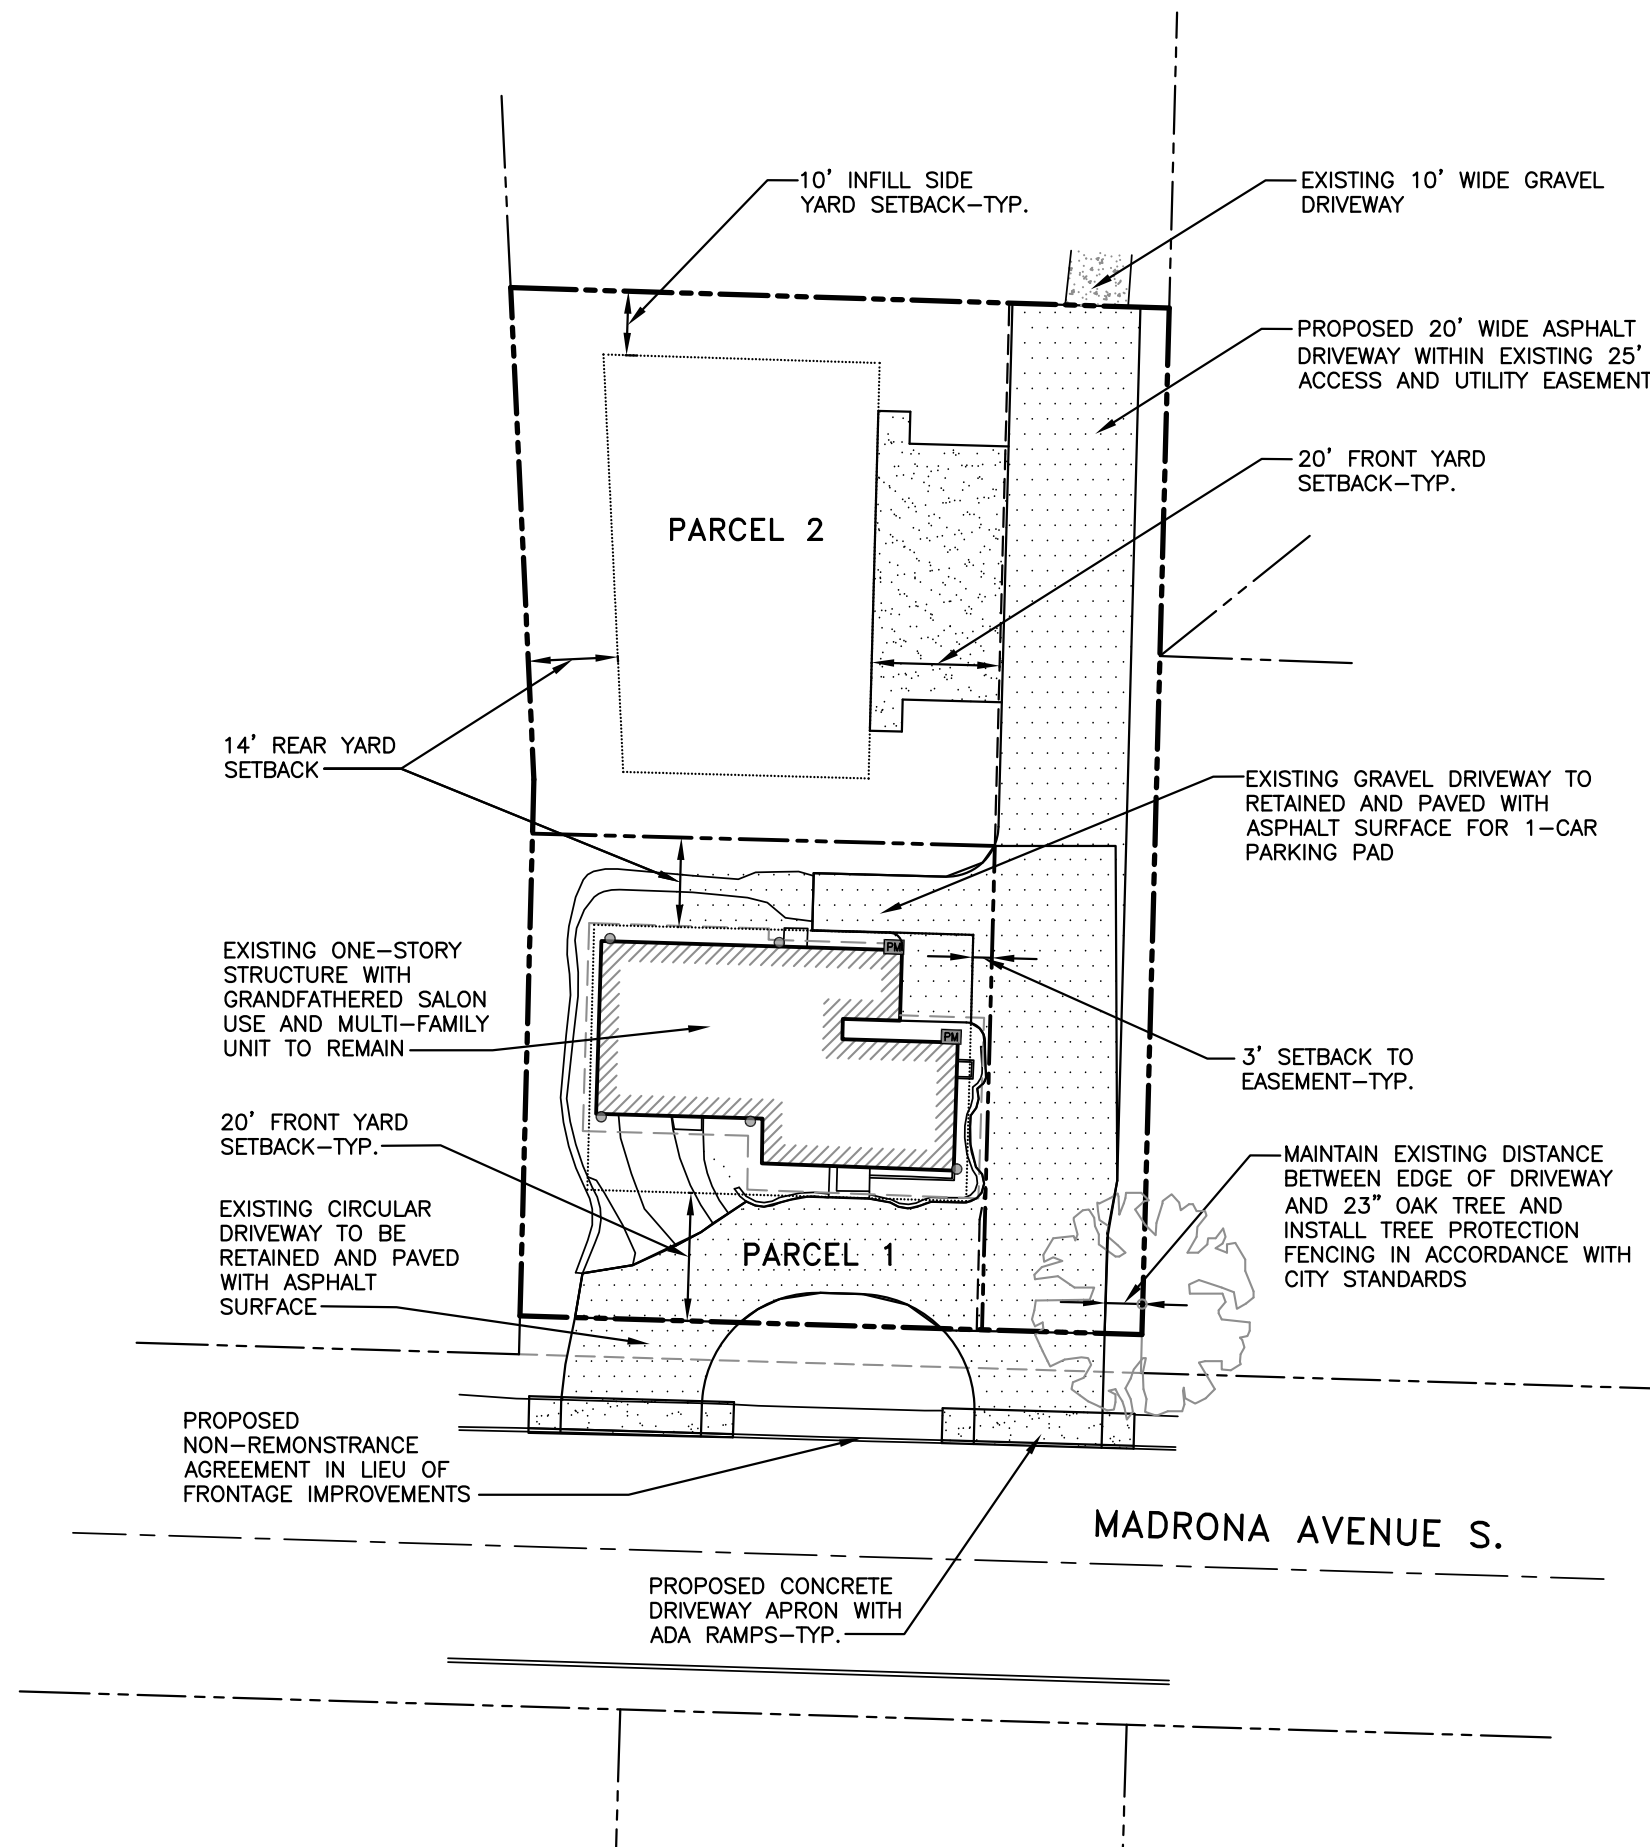 10' INFILL SIDE
YARD SETBACK-TYP.
EXISTING 10' WIDE GRAVEL
DRIVEWAY
PROPOSED 20' WIDE ASPHALT
DRIVEWAY WITHIN EXISTING 25'
ACCESS AND UTILITY EASEMENT
20' FRONT YARD
SETBACK-TYP.
PARCEL 2
14' REAR YARD
SETBACK
EXISTING GRAVEL DRIVEWAY TO
RETAINED AND PAVED WITH
ASPHALT SURFACE FOR 1-CAR
PARKING PAD
EXISTING ONE-STORY
STRUCTURE WITH
GRANDFATHERED SALON
USE AND MULTI-FAMILY
UNIT TO REMAIN
PM
PM
3' SETBACK TO
EASEMENT-TYP.
20' FRONT YARD
SETBACK-TYP.
MAINTAIN EXISTING DISTANCE
BETWEEN EDGE OF DRIVEWAY
AND 23" OAK TREE AND
INSTALL TREE PROTECTION
FENCING IN ACCORDANCE WITH
CITY STANDARDS
EXISTING CIRCULAR
DRIVEWAY TO BE
RETAINED AND PAVED
WITH ASPHALT
SURFACE
PARCEL 1
PROPOSED
NON-REMONSTRANCE
AGREEMENT IN LIEU OF
FRONTAGE IMPROVEMENTS
MADRONA AVENUE S.
PROPOSED CONCRETE
DRIVEWAY APRON WITH
ADA RAMPS-TYP.